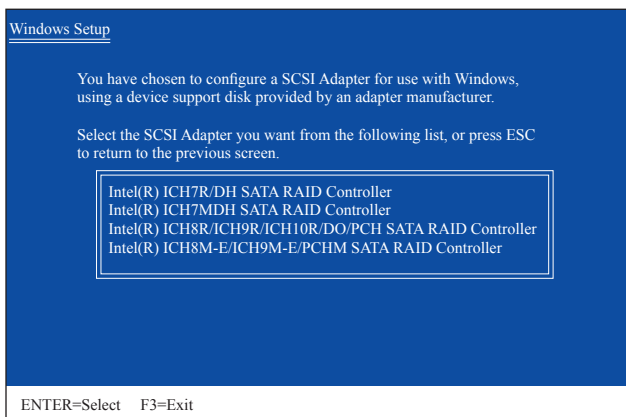 Windows Setup
You have chosen to configure a SCSI Adapter for use with Windows,
using a device support disk provided by an adapter manufacturer.
Select the SCSI Adapter you want from the following list, or press ESC
to return to the previous screen.
Intel(R) ICH7R/DH SATA RAID Controller
Intel(R) ICH7MDH SATA RAID Controller
Intel(R) ICH8R/ICH9R/ICH10R/DO/PCH SATA RAID Controller
Intel(R) ICH8M-E/ICH9M-E/PCHM SATA RAID Controller
ENTER=Select F3=Exit